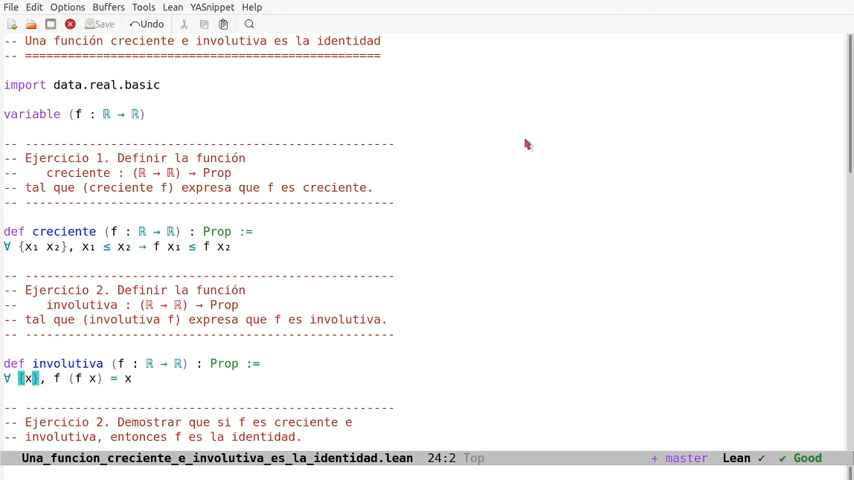 File Edit Options Buffers Tools Lean YASnippet Help
Save Undo
-- Una función creciente e involutiva es la identidad
-- ==================================================
import data.real.basic
variable (f : ℝ → ℝ)
-- ----------------------------------------------------
-- Ejercicio 1. Definir la función
--    creciente : (ℝ → ℝ) → Prop
-- tal que (creciente f) expresa que f es creciente.
-- ----------------------------------------------------
def creciente (f : ℝ → ℝ) : Prop :=
∀ {x₁ x₂}, x₁ ≤ x₂ → f x₁ ≤ f x₂
-- ----------------------------------------------------
-- Ejercicio 2. Definir la función
--    involutiva : (ℝ → ℝ) → Prop
-- tal que (involutiva f) expresa que f es involutiva.
-- ----------------------------------------------------
def involutiva (f : ℝ → ℝ) : Prop :=
∀ {x}, f (f x) = x
-- ----------------------------------------------------
-- Ejercicio 2. Demostrar que si f es creciente e
-- involutiva, entonces f es la identidad.
Una_funcion_creciente_e_involutiva_es_la_identidad.lean 24:2 Top + master Lean ✓ ✔ Good